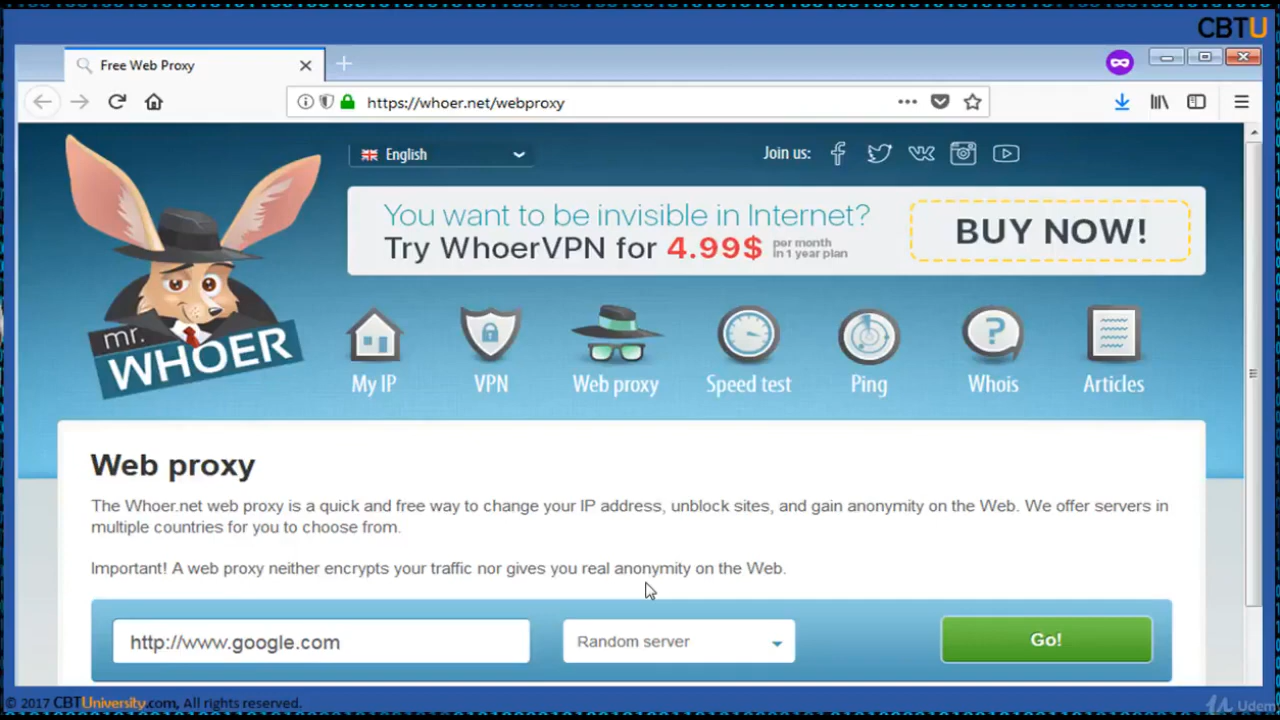 CBTU
Free Web Proxy
https://whoer.net/webproxy
English
Join us:
You want to be invisible in Internet?
Try WhoerVPN for 4.99$ per month
in 1 year plan
BUY NOW!
mr.
WHOER
My IP
VPN
Web proxy
Speed test
Ping
Whois
Articles
Web proxy
The Whoer.net web proxy is a quick and free way to change your IP address, unblock sites, and gain anonymity on the Web. We offer servers in
multiple countries for you to choose from.
Important! A web proxy neither encrypts your traffic nor gives you real anonymity on the Web.
http://www.google.com
Random server
Go!
© 2017 CBTUniversity.com, All rights reserved.